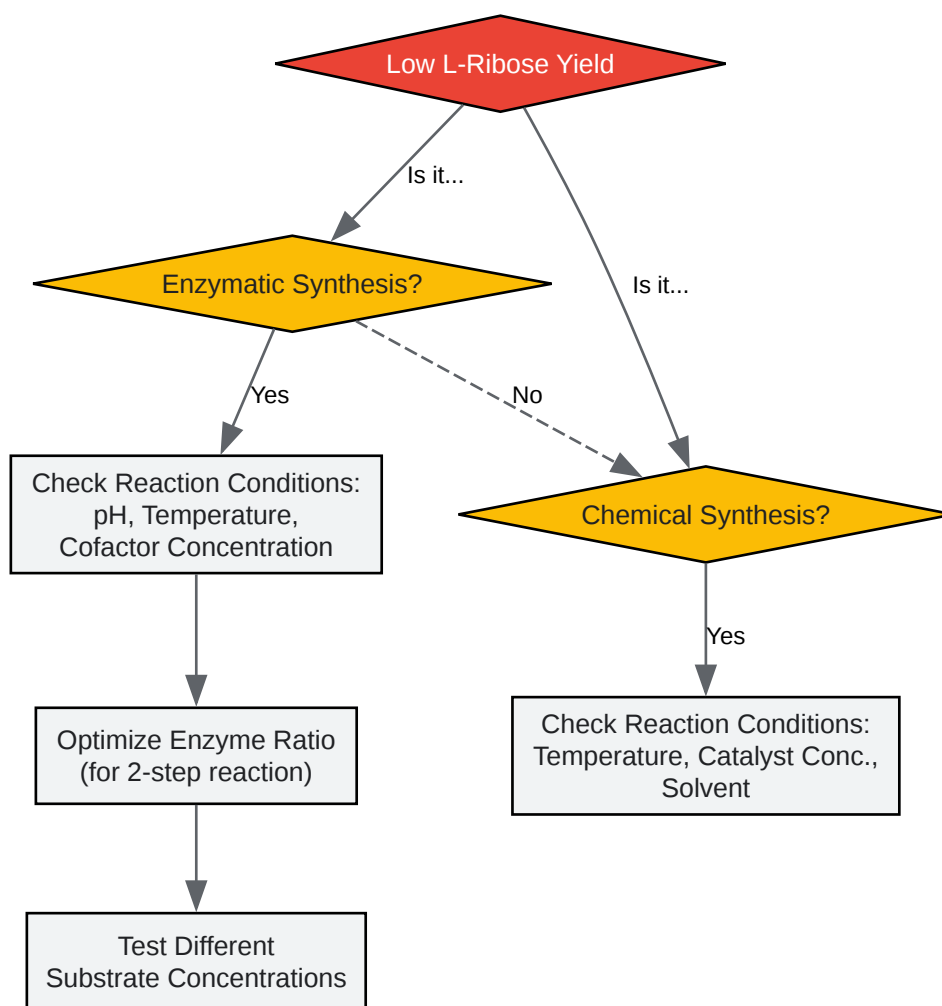 Low L-Ribose Yield
Is it...
Enzymatic Synthesis?
Is it...
Yes
No
Check Reaction Conditions:
pH, Temperature,
Cofactor Concentration
Chemical Synthesis?
Yes
Optimize Enzyme Ratio
(for 2-step reaction)
Check Reaction Conditions:
Temperature, Catalyst Conc.,
Solvent
Test Different
Substrate Concentrations